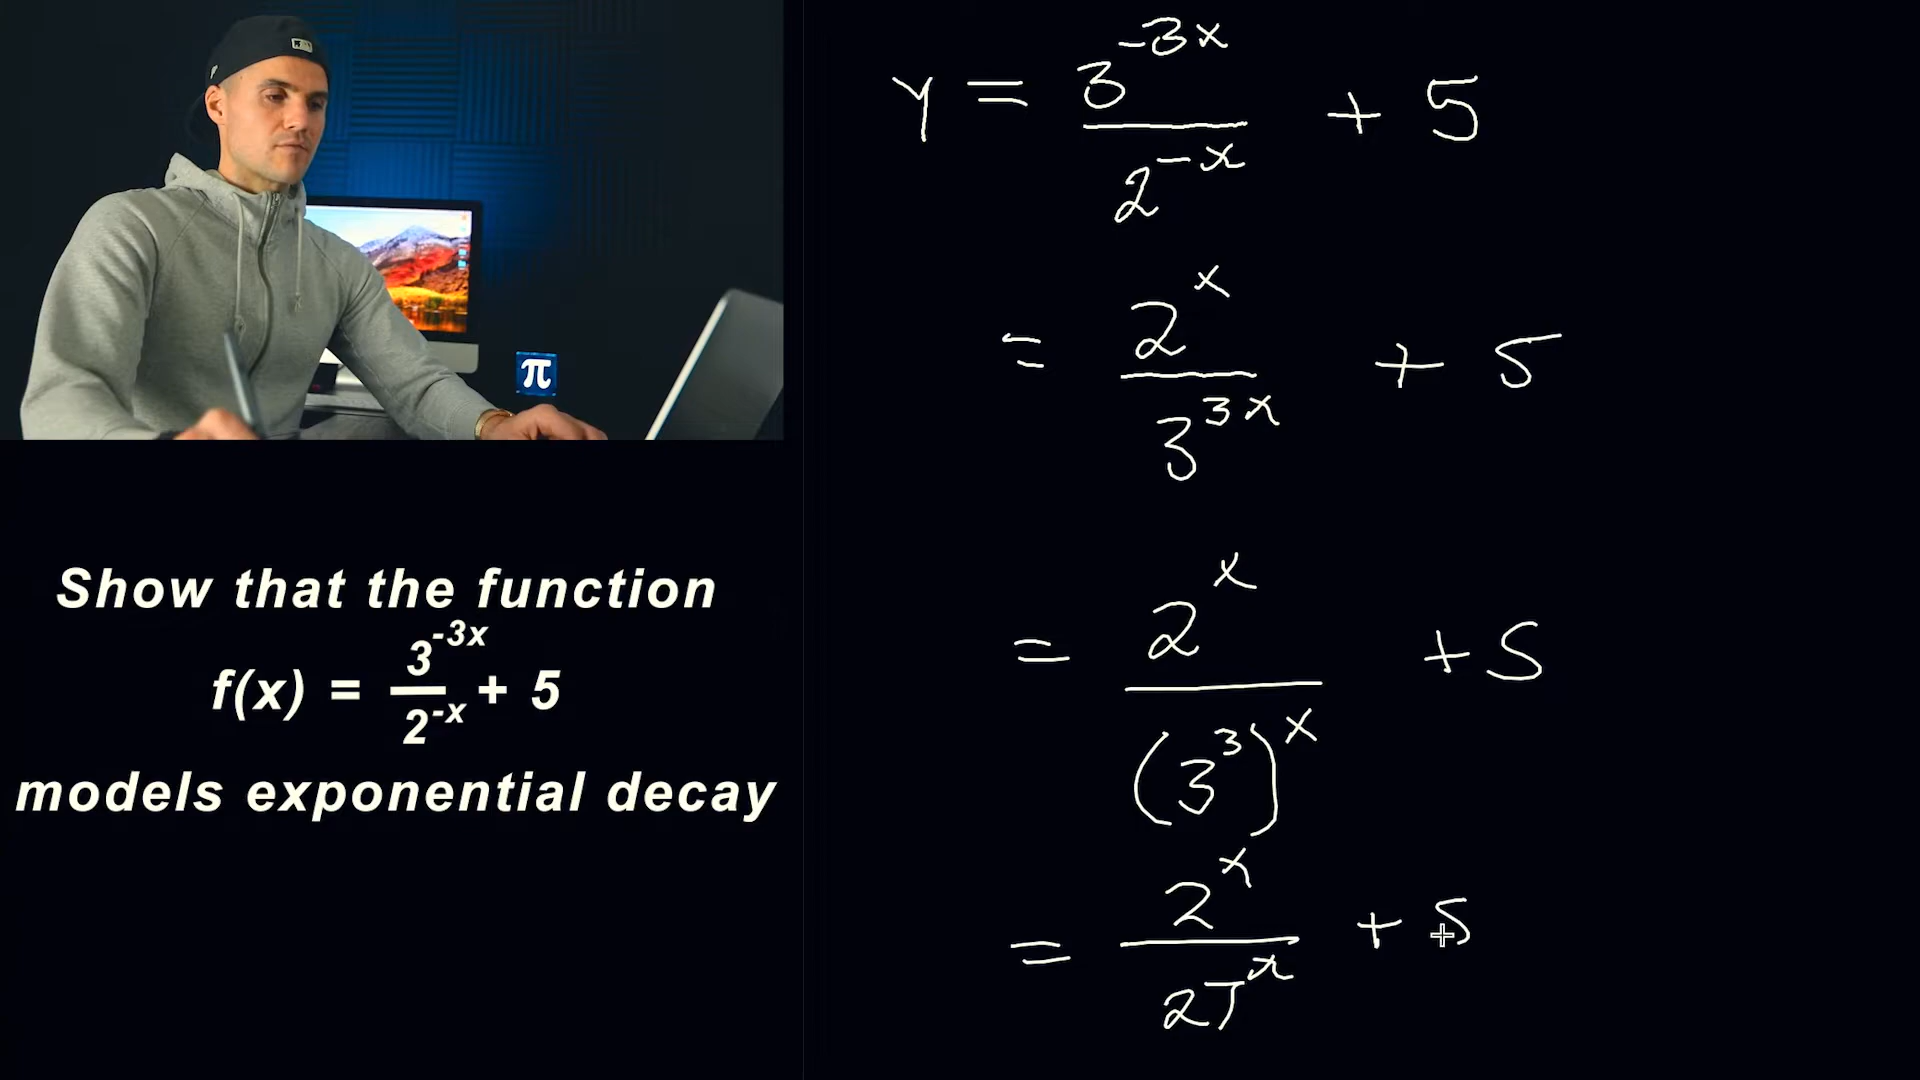 π
Show that the function
f(x) = 3^-3x / 2^-x + 5
models exponential decay
y = 3^-3x / 2^-x + 5
= 2^x / 3^3x + 5
= 2^x / (3^3)^x + 5
= 2^x / 27^x + 5